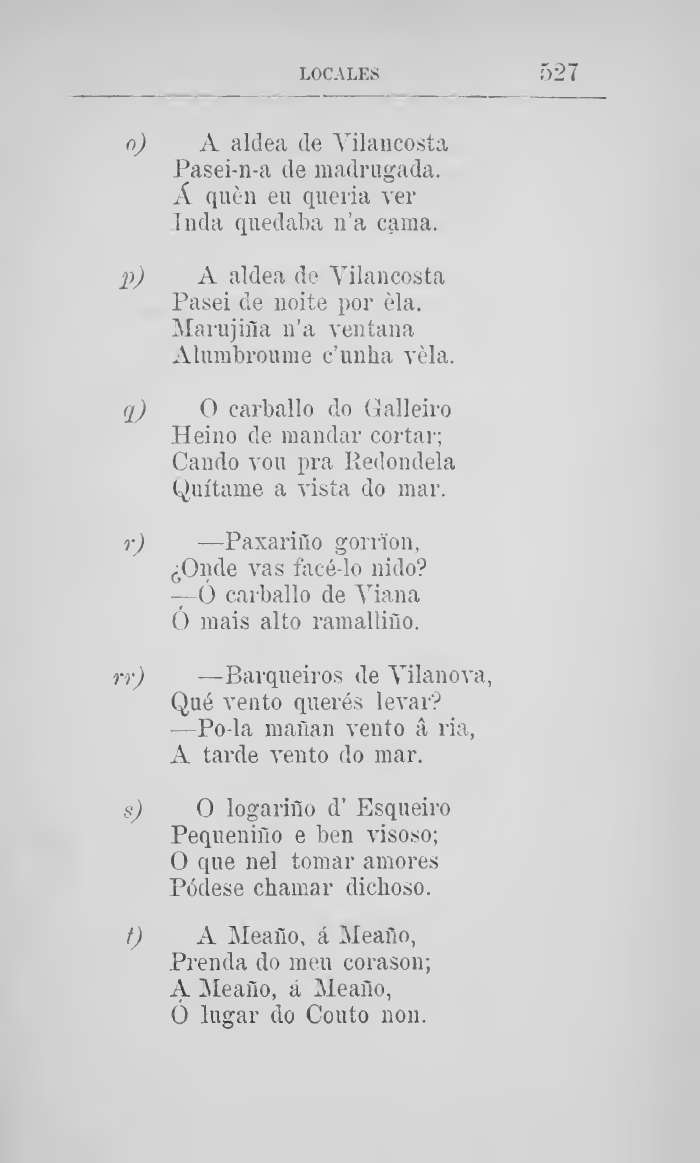 LOCALES 527
o) A aldea de Vilancosta
Pasei-n-a de madrugada.
Á quèn eu queria ver
Inda quedaba n'a cama.
p) A aldea de Vilancosta
Pasei de noite por èla.
Marujiña n'a ventana
Alumbroume c'unha vèla.
q) O carballo do Galleiro
Heino de mandar cortar;
Cando vou pra Redondela
Quítame a vista do mar.
r) —Paxariño gorrïon,
¿Onde vas facé-lo nido?
—Ó carballo de Viana
Ó mais alto ramalliño.
rr) —Barqueiros de Vilanova,
Qué vento querés levar?
—Po-la mañan vento â ria,
A tarde vento do mar.
s) O logariño d' Esqueiro
Pequeniño e ben visoso;
O que nel tomar amores
Pódese chamar dichoso.
t) A Meaño, á Meaño,
Prenda do meu corason;
A Meaño, á Meaño,
Ó lugar do Couto non.